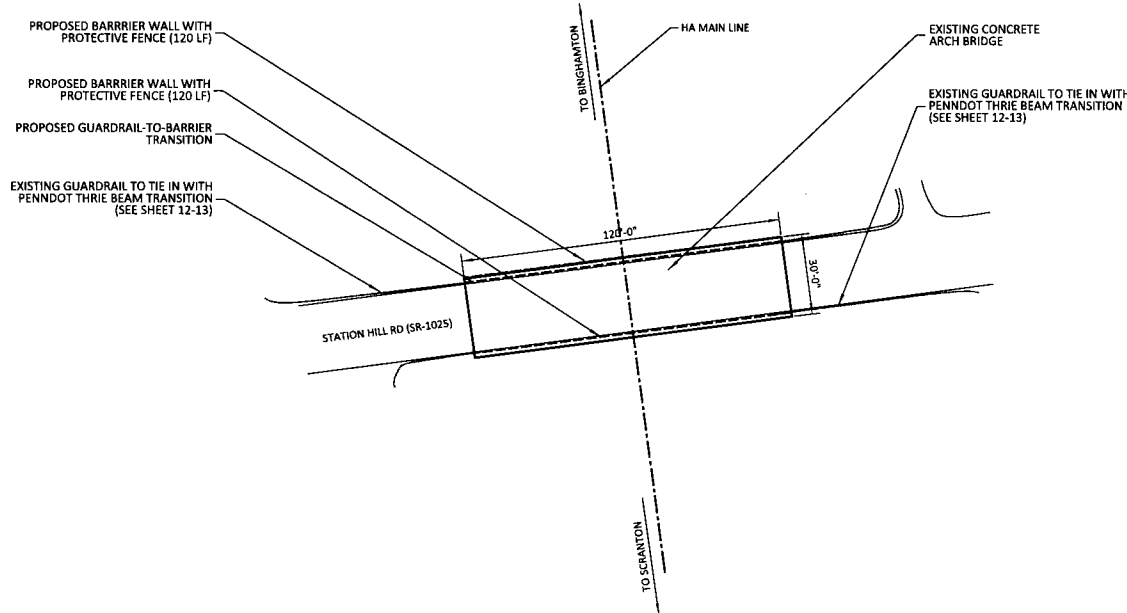 PROPOSED BARRRIER WALL WITH
PROTECTIVE FENCE (120 LF)
PROPOSED BARRRIER WALL WITH
PROTECTIVE FENCE (120 LF)
PROPOSED GUARDRAIL-TO-BARRIER
TRANSITION
EXISTING GUARDRAIL TO TIE IN WITH
PENNDOT THRIE BEAM TRANSITION
(SEE SHEET 12-13)
TO BINGHAMTON
HA MAIN LINE
EXISTING CONCRETE
ARCH BRIDGE
EXISTING GUARDRAIL TO TIE IN WITH
PENNDOT THRIE BEAM TRANSITION
(SEE SHEET 12-13)
120'-0"
30'-0"
STATION HILL RD (SR-1025)
TO SCRANTON